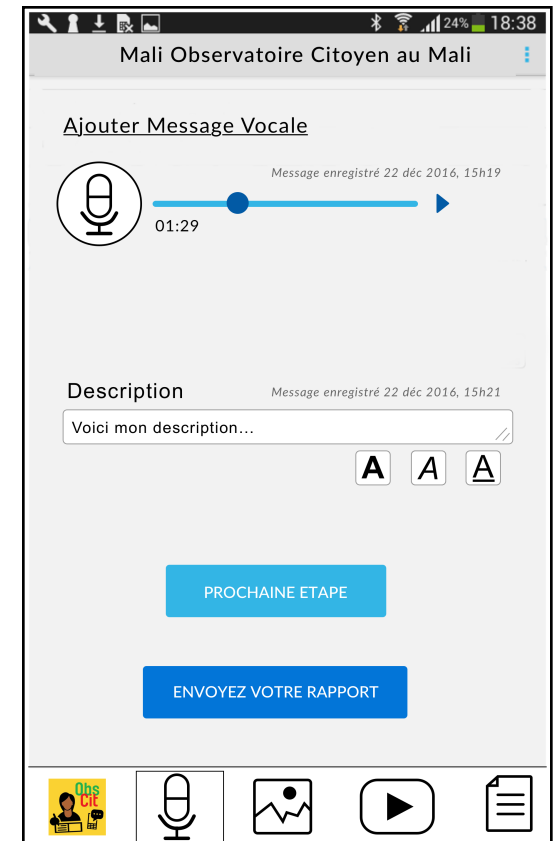 24% 18:38
Mali Observatoire Citoyen au Mali
Ajouter Message Vocale
Message enregistré 22 déc 2016, 15h19
01:29
Description
Message enregistré 22 déc 2016, 15h21
Voici mon description...
A A A
PROCHAINE ETAPE
ENVOYEZ VOTRE RAPPORT
Obs
Cit